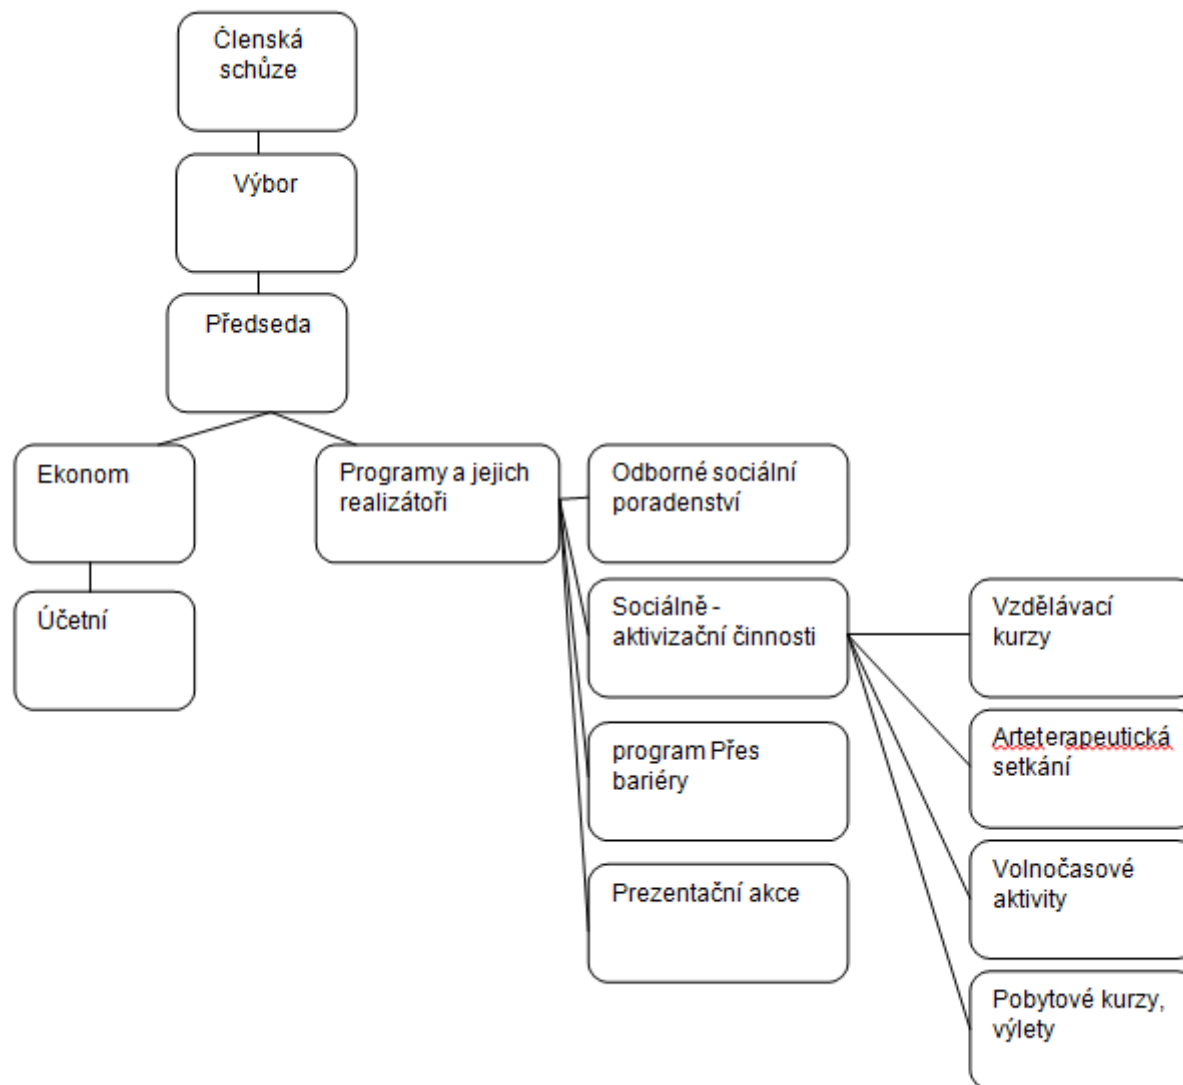 Členská
schůze
Výbor
Předseda
Ekonom
Programy a jejich
realizátoři
Odborné sociální
poradenství
Účetní
Sociálně -
aktivizační činnosti
Vzdělávací
kurzy
program Přes
bariéry
Arteterapeutická
setkání
Prezentační akce
Volnočasové
aktivity
Pobytové kurzy,
výlety